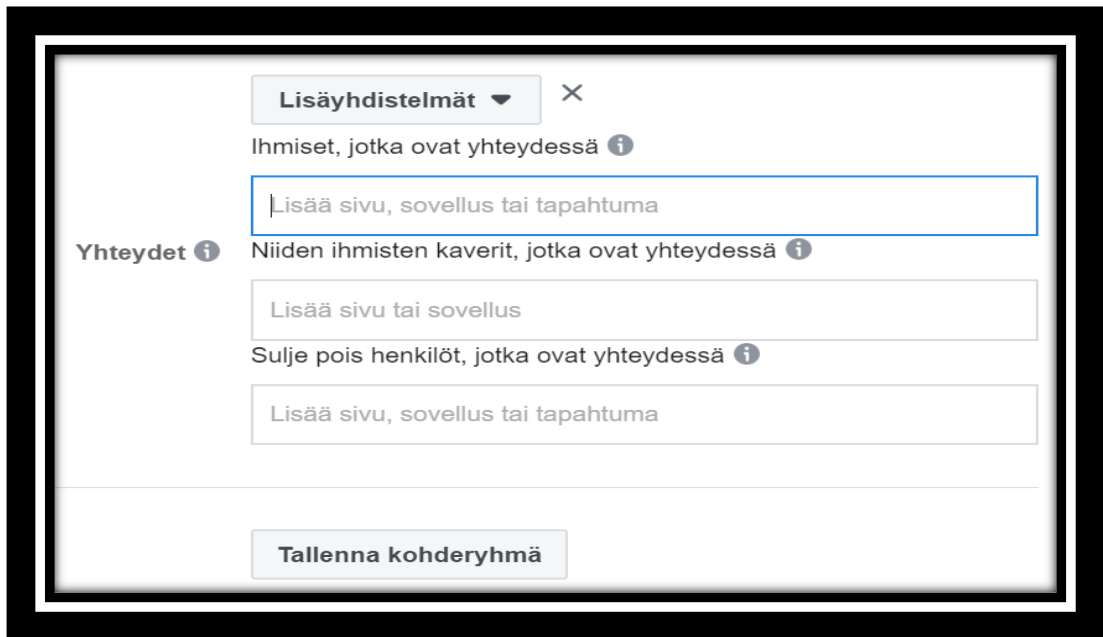 Lisäyhdistelmät
Ihmiset, jotka ovat yhteydessä
Lisää sivu, sovellus tai tapahtuma
Yhteydet
Niiden ihmisten kaverit, jotka ovat yhteydessä
Lisää sivu tai sovellus
Sulje pois henkilöt, jotka ovat yhteydessä
Lisää sivu, sovellus tai tapahtuma
Tallenna kohderyhmä